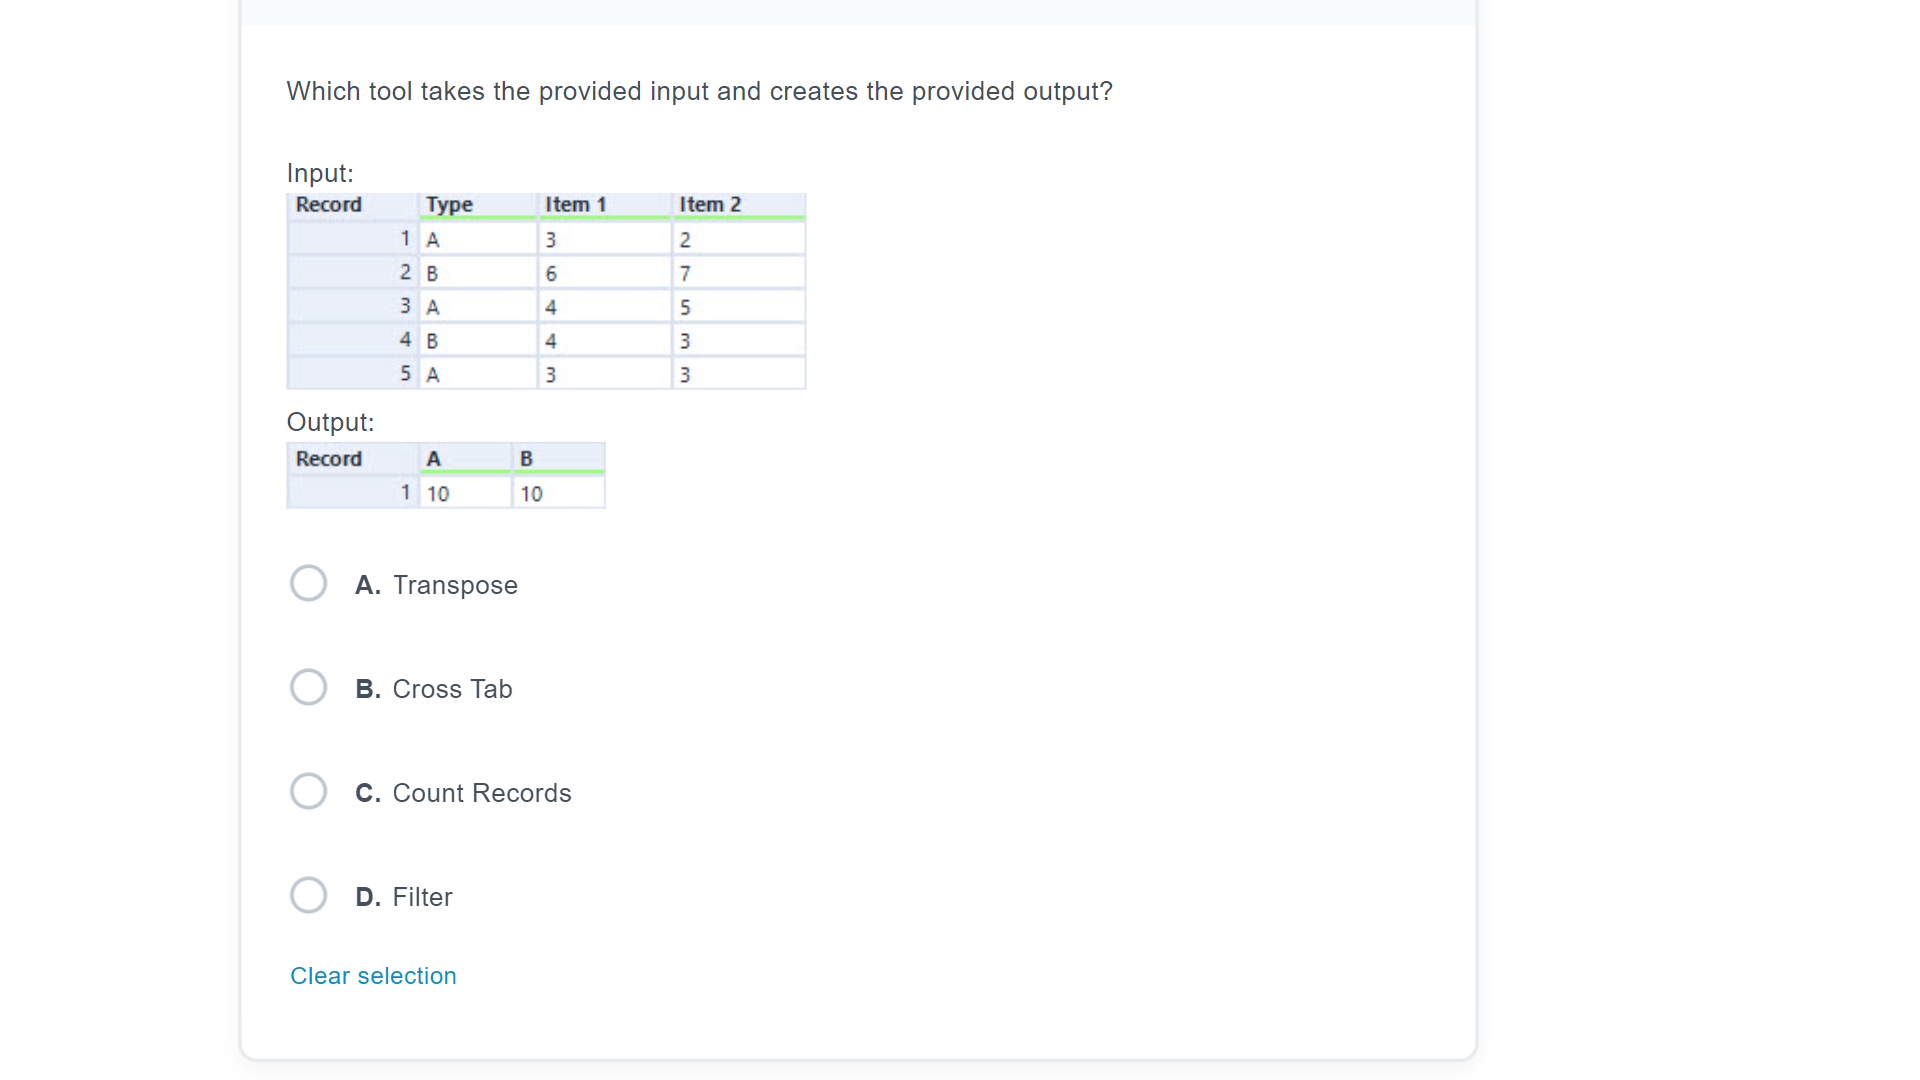 Which tool takes the provided input and creates the provided output?
Input:
Record Type Item 1 Item 2
1 A 3 2
2 B 6 7
3 A 4 5
4 B 4 3
5 A 3 3
Output:
Record A B
1 10 10
A. Transpose
B. Cross Tab
C. Count Records
D. Filter
Clear selection